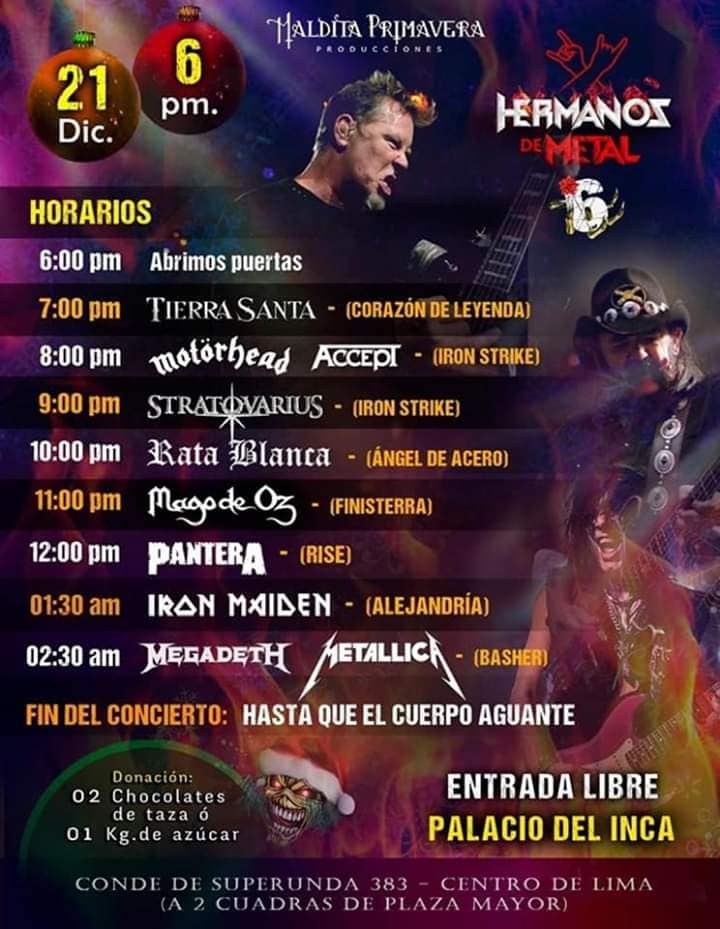 MALDITA PRIMAVERA
PRODUCCIONES
21
Dic.
6
pm.
HERMANOS
DE METAL
6
HORARIOS
6:00 pm Abrimos puertas
7:00 pm TIERRA SANTA - (CORAZÓN DE LEYENDA)
8:00 pm motörhead ACCEPT - (IRON STRIKE)
9:00 pm STRATOVARIUS - (IRON STRIKE)
10:00 pm Rata Blanca - (ÁNGEL DE ACERO)
11:00 pm Mago de Oz - (FINISTERRA)
12:00 pm PANTERA - (RISE)
01:30 am IRON MAIDEN - (ALEJANDRÍA)
02:30 am MEGADETH METALLICA - (BASHER)
FIN DEL CONCIERTO: HASTA QUE EL CUERPO AGUANTE
Donación:
02 Chocolates
de taza ó
01 Kg.de azúcar
ENTRADA LIBRE
PALACIO DEL INCA
CONDE DE SUPERUNDA 383 – CENTRO DE LIMA
(A 2 CUADRAS DE PLAZA MAYOR)